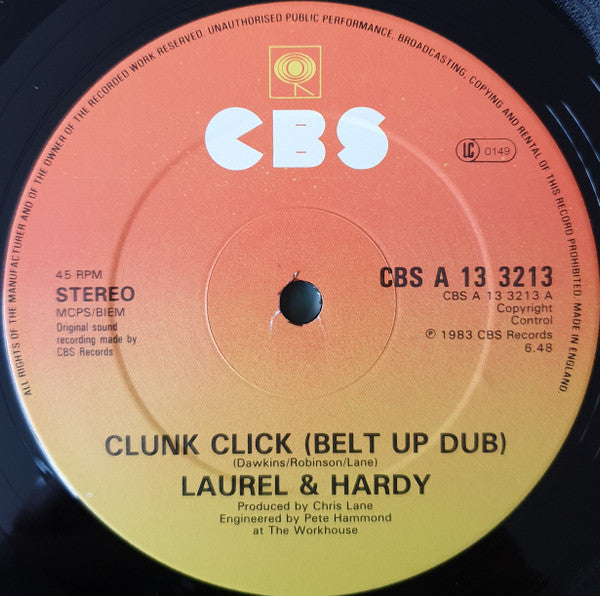 ALL RIGHTS OF THE MANUFACTURER AND OF THE OWNER OF THE RECORDED WORK RESERVED. UNAUTHORISED PUBLIC PERFORMANCE, BROADCASTING, COPYING AND RENTAL OF THIS RECORD PROHIBITED. MADE IN ENGLAND.
CBS
LC 0149
45 RPM
STEREO
MCPS/BIEM
Original sound
recording made by
CBS Records
CBS A 13 3213
CBS A 13 3213 A
Copyright
Control
℗ 1983 CBS Records
6.48
CLUNK CLICK (BELT UP DUB)
(Dawkins/Robinson/Lane)
LAUREL & HARDY
Produced by Chris Lane
Engineered by Pete Hammond
at The Workhouse